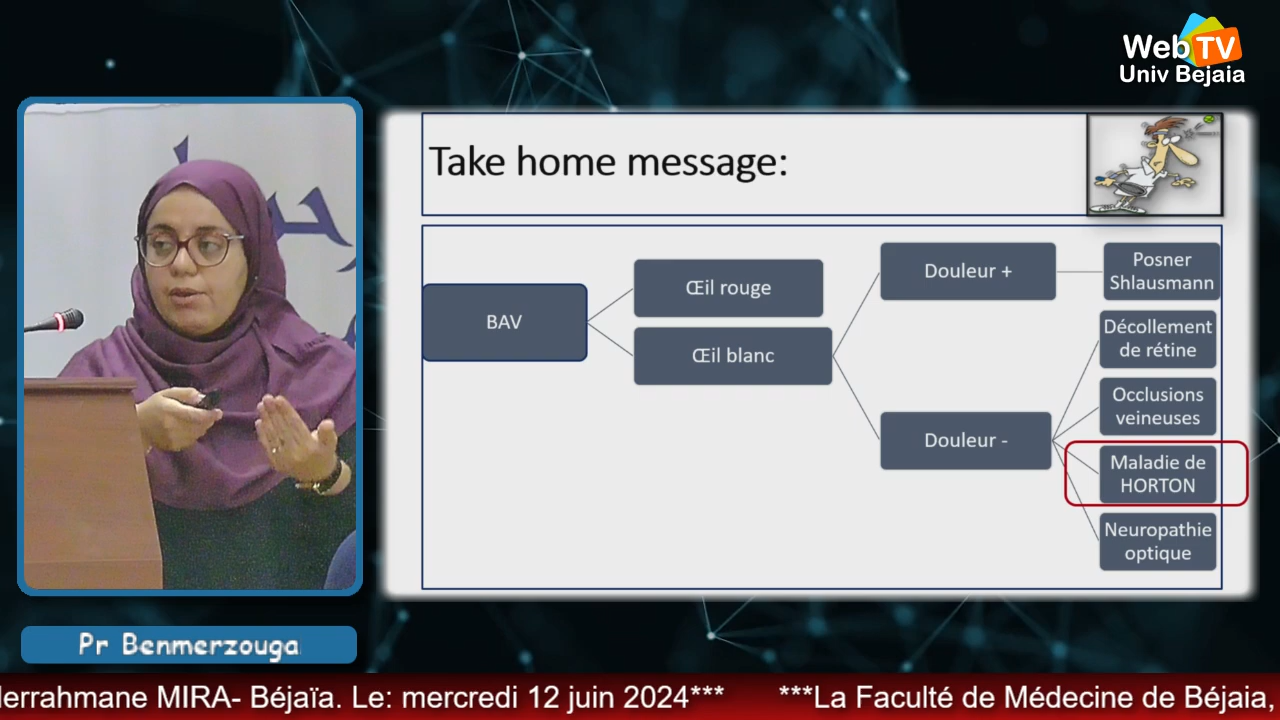 Web TV
Univ Bejaia
Take home message:
BAV
Œil rouge
Œil blanc
Douleur +
Douleur -
Posner
Shlausmann
Décollement
de rétine
Occlusions
veineuses
Maladie de
HORTON
Neuropathie
optique
Pr Benmerzouga
MIRA- Béjaïa. Le: mercredi 12 juin 2024*** ***La Faculté de Médecine de Béjaia,